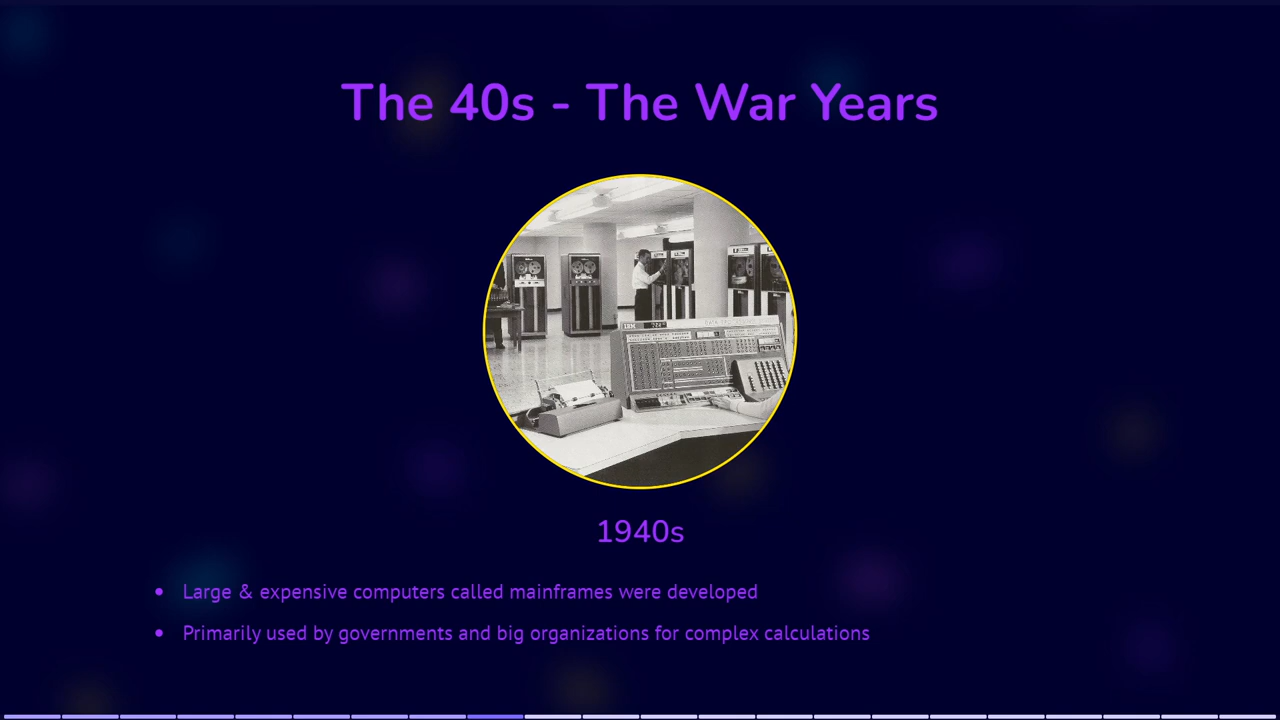 The 40s - The War Years
IBM
1940s
Large & expensive computers called mainframes were developed
Primarily used by governments and big organizations for complex calculations